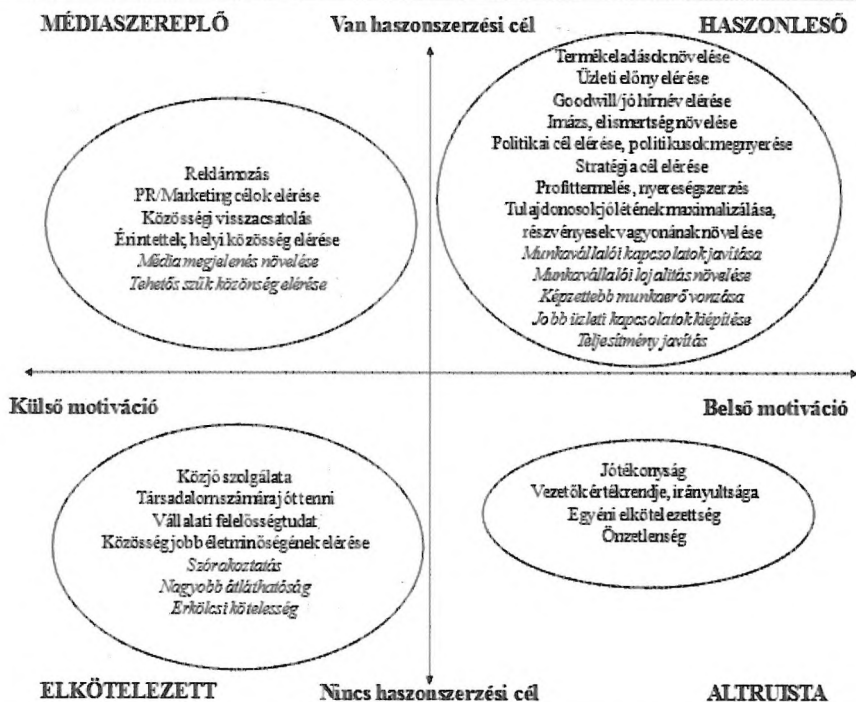 MÉDIASZEREPLŐ
Van haszonszerzési cél
HASZONLESŐ
Termékeladások növelése
Üzleti előny elérése
Goodwill/jó hírnév elérése
Imázs, elismertség növelése
Politikai cél elérése, politikusok megnyerése
Stratégia cél elérése
Profittermelés, nyereségszerzés
Tulajdonosok jólétének maximalizálása,
részvényesek vagyonának növelése
Munkavállalói kapcsolatok javítása
Munkavállalói lojalitás növelése
Képzettebb munkaerő vonzása
Jobb üzleti kapcsolatok kiépítése
Teljesítmény javítás
Reklámozás
PR/Marketing célok elérése
Közösségi visszacsatolás
Érintettek, helyi közösség elérése
Média megjelenés növelése
Tehetős szűk közönség elérése
Külső motiváció
Belső motiváció
Közjó szolgálata
Társadalom számára jót tenni
Vállalati felelősségtudat
Közösség jobb életminőségének elérése
Szórakoztatás
Nagyobb átláthatóság
Erkölcsi kötelesség
Jótékonyság
Vezetők értékrendje, irányultsága
Egyéni elkötelezettség
Önzetlenség
ELKÖTELEZETT
Nincs haszonszerzési cél
ALTRUISTA